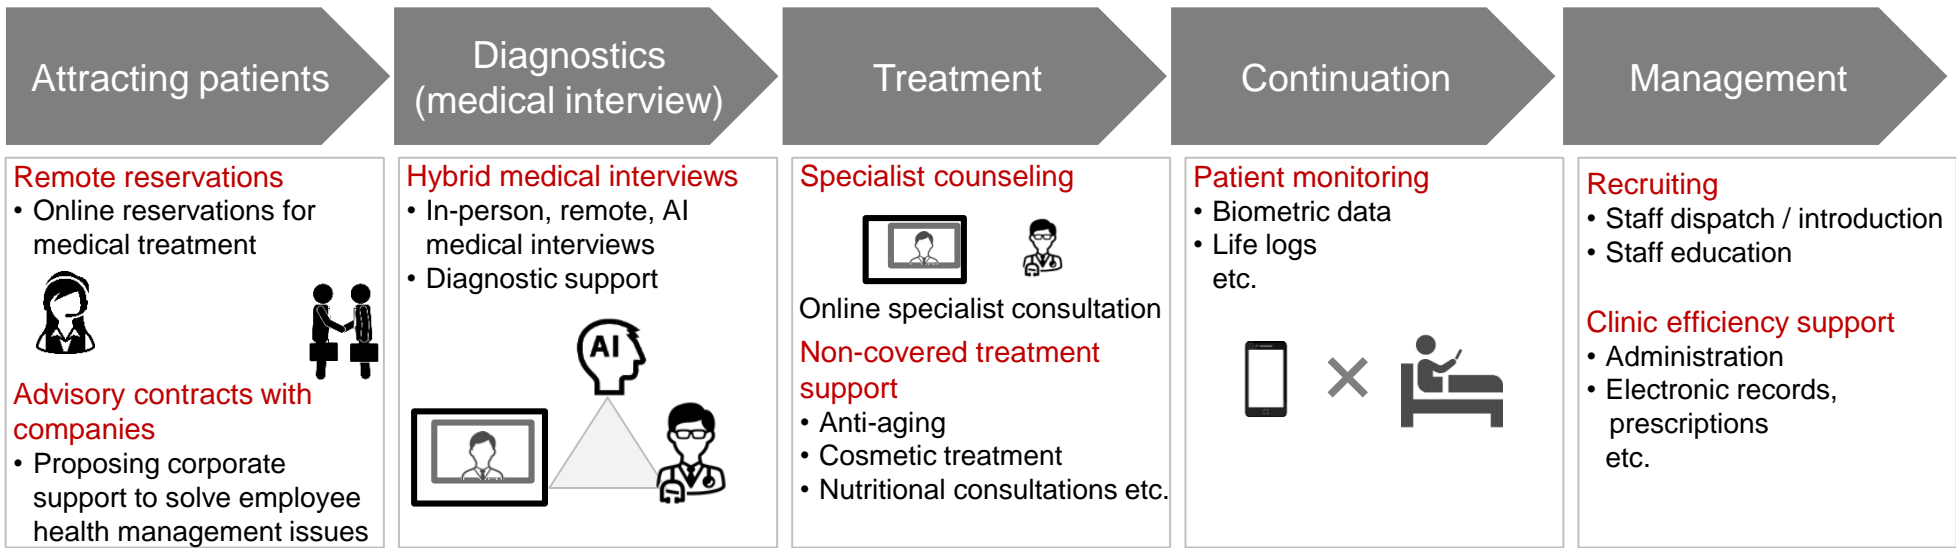 Attracting patients
Diagnostics
(medical interview)
Treatment
Continuation
Management
Remote reservations
• Online reservations for
medical treatment
Advisory contracts with
companies
• Proposing corporate
support to solve employee
health management issues
Hybrid medical interviews
• In-person, remote, AI
medical interviews
• Diagnostic support
AI
Specialist counseling
Online specialist consultation
Non-covered treatment
support
• Anti-aging
• Cosmetic treatment
• Nutritional consultations etc.
Patient monitoring
• Biometric data
• Life logs
etc.
Recruiting
• Staff dispatch / introduction
• Staff education
Clinic efficiency support
• Administration
• Electronic records,
prescriptions
etc.